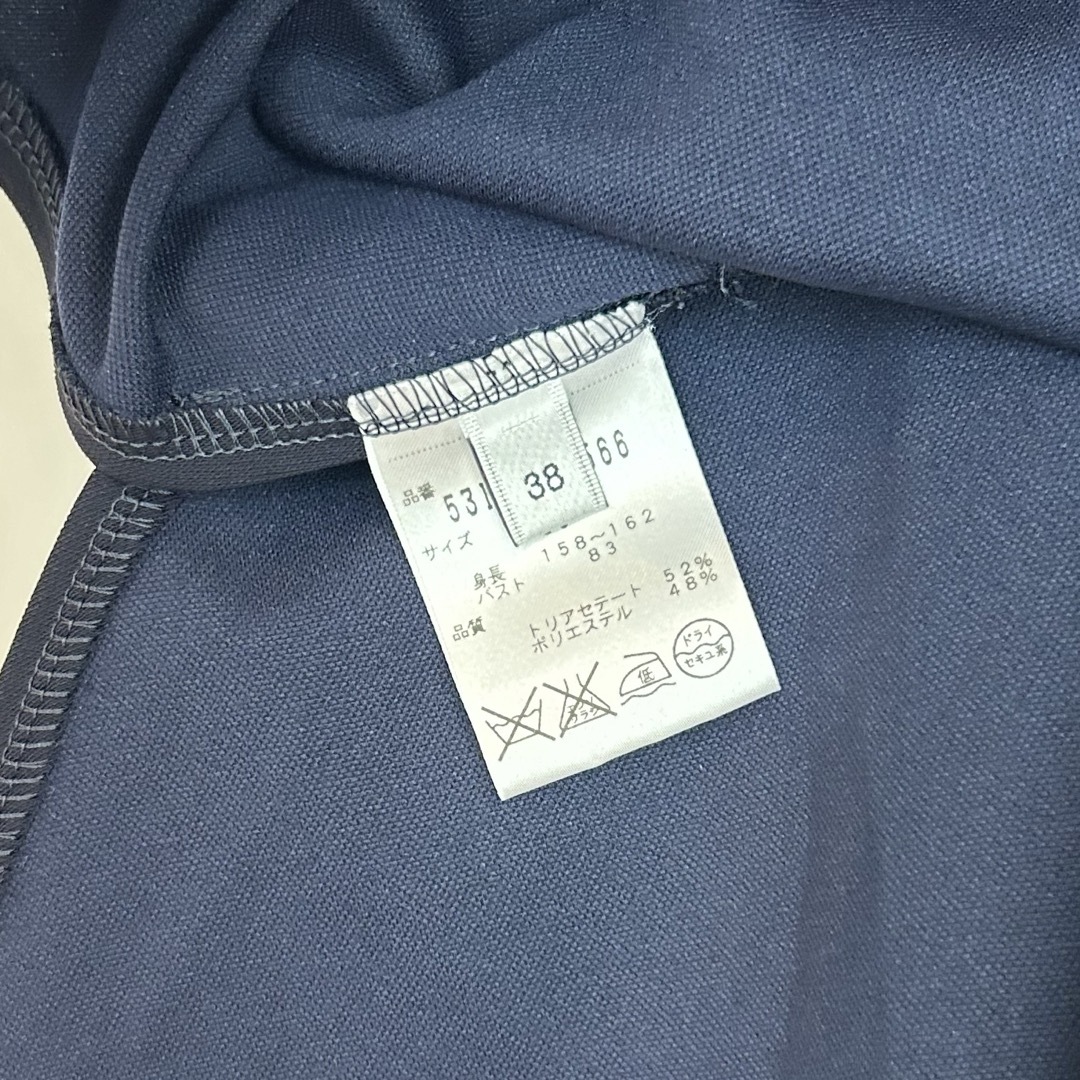 38
品番 531 566
サイズ
身長 158～162
バスト 83
品質 トリアセテート 52%
ポリエステル 48%
低
ドライ
セキユ系